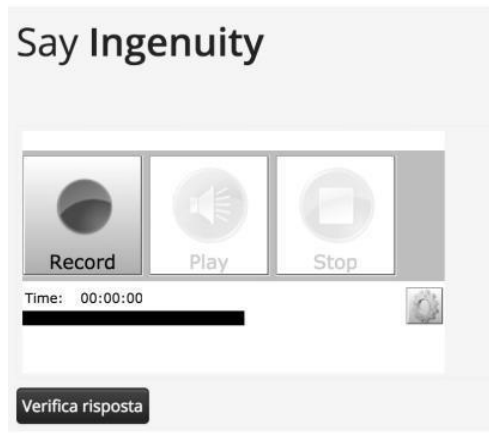 Say Ingenuity
Record Play Stop
Time: 00:00:00
Verifica risposta